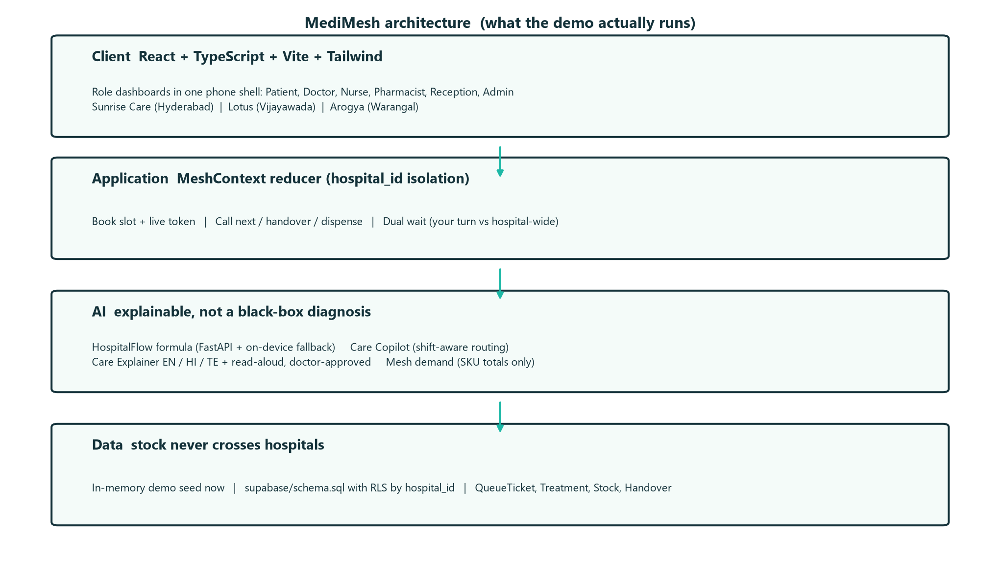 MediMesh architecture (what the demo actually runs)
Client React + TypeScript + Vite + Tailwind
Role dashboards in one phone shell: Patient, Doctor, Nurse, Pharmacist, Reception, Admin
Sunrise Care (Hyderabad) | Lotus (Vijayawada) | Arogya (Warangal)
Application MeshContext reducer (hospital_id isolation)
Book slot + live token | Call next / handover / dispense | Dual wait (your turn vs hospital-wide)
AI explainable, not a black-box diagnosis
HospitalFlow formula (FastAPI + on-device fallback) Care Copilot (shift-aware routing)
Care Explainer EN / HI / TE + read-aloud, doctor-approved Mesh demand (SKU totals only)
Data stock never crosses hospitals
In-memory demo seed now | supabase/schema.sql with RLS by hospital_id | QueueTicket, Treatment, Stock, Handover